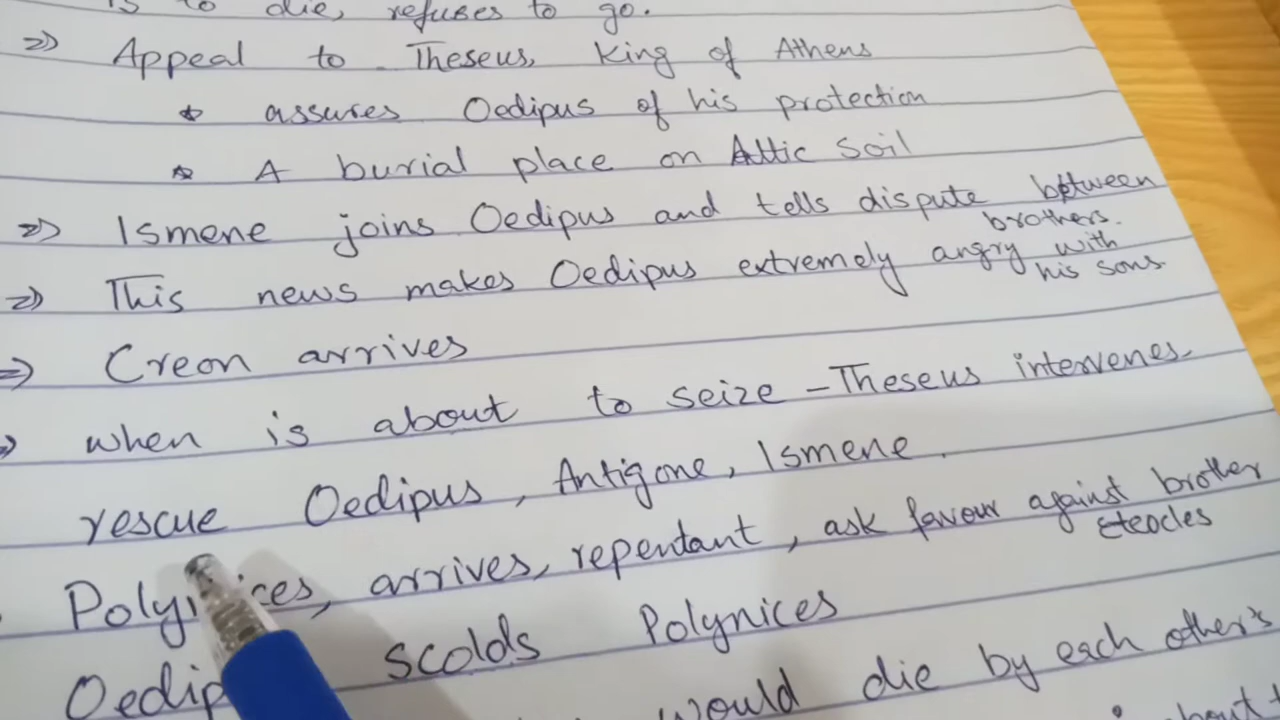 is to die, refuses to go.
⇒ Appeal to Theseus, King of Athens
* assures Oedipus of his protection
* A burial place on Attic Soil
⇒ Ismene joins Oedipus and tells dispute between
brothers.
⇒ This news makes Oedipus extremely angry with
his sons
⇒ Creon arrives
⇒ when is about to seize - Theseus intervenes
rescue Oedipus, Antigone, Ismene.
arrives, repentant, ask favour against brother
Eteocles
scolds Polynices
would die by each other's
about